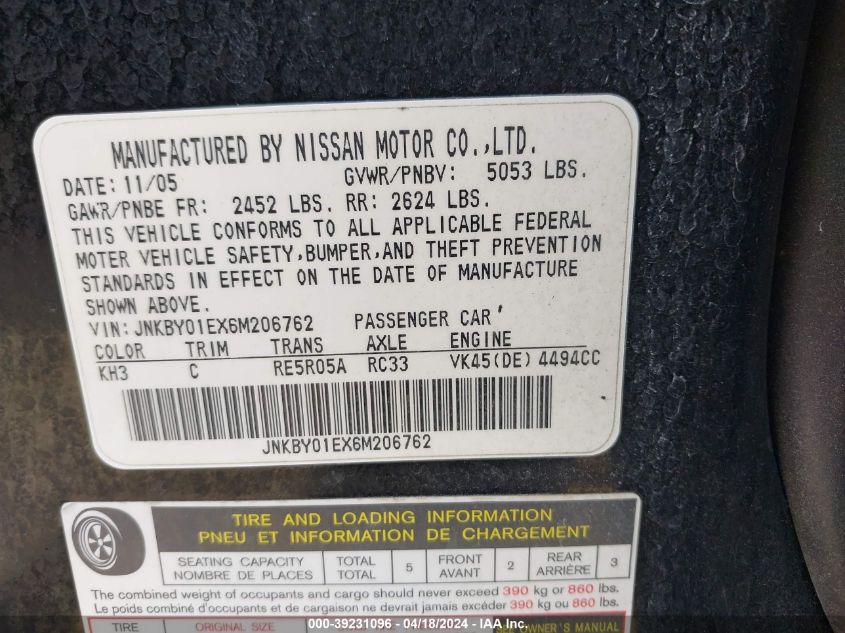 MANUFACTURED BY NISSAN MOTOR CO.,LTD.
DATE: 11/05 GVWR/PNBV: 5053 LBS.
GAWR/PNBE FR: 2452 LBS. RR: 2624 LBS.
THIS VEHICLE CONFORMS TO ALL APPLICABLE FEDERAL
MOTER VEHICLE SAFETY,BUMPER,AND THEFT PREVENTION
STANDARDS IN EFFECT ON THE DATE OF MANUFACTURE
SHOWN ABOVE.
VIN: JNKBY01EX6M206762 PASSENGER CAR
COLOR TRIM TRANS AXLE ENGINE
KH3 C RE5R05A RC33 VK45(DE) 4494CC
JNKBY01EX6M206762
TIRE AND LOADING INFORMATION
PNEU ET INFORMATION DE CHARGEMENT
SEATING CAPACITY TOTAL 5 FRONT 2 REAR 3
NOMBRE DE PLACES TOTAL AVANT ARRIÈRE
The combined weight of occupants and cargo should never exceed 390 kg or 860 lbs.
Le poids combiné d'occupants et de cargaison ne devrait jamais excéder 390 kg ou 860 lbs.
TIRE ORIGINAL SIZE SEE OWNER'S MANUAL
000-39231096 - 04/18/2024 - IAA Inc.